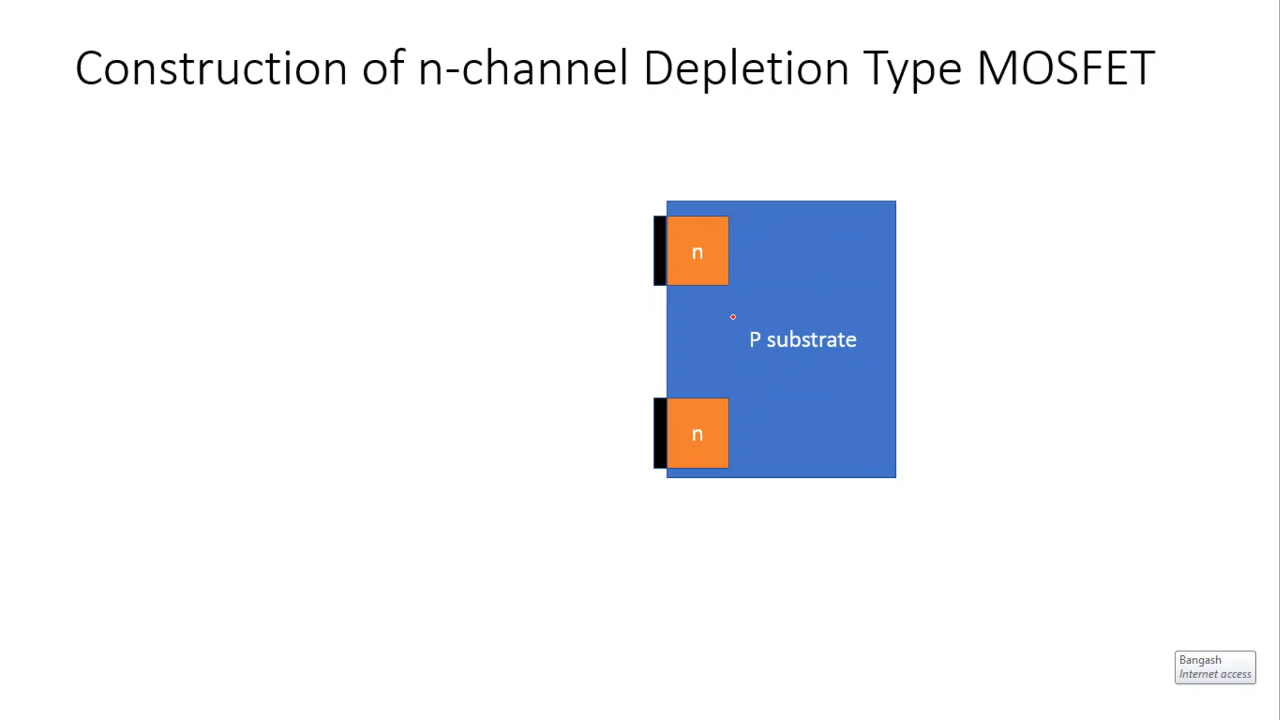 Construction of n-channel Depletion Type MOSFET
n
P substrate
n
Bangash
Internet access